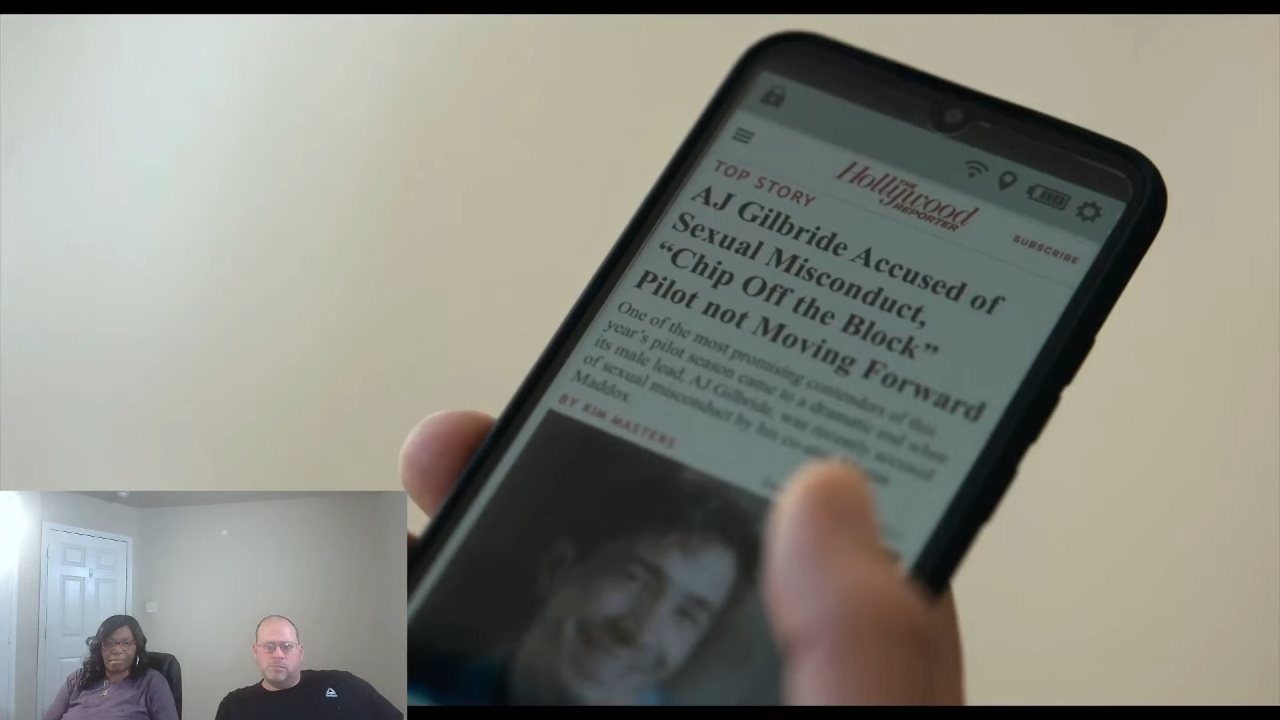 The
Hollywood
REPORTER
SUBSCRIBE
TOP STORY
AJ Gilbride Accused of
Sexual Misconduct,
“Chip Off the Block”
Pilot not Moving Forward
One of the most promising contenders of this
year's pilot season came to a dramatic end when
its male lead, AJ Gilbride, was recently accused
of sexual misconduct by his co-star
Maddox.
BY KIM MASTERS